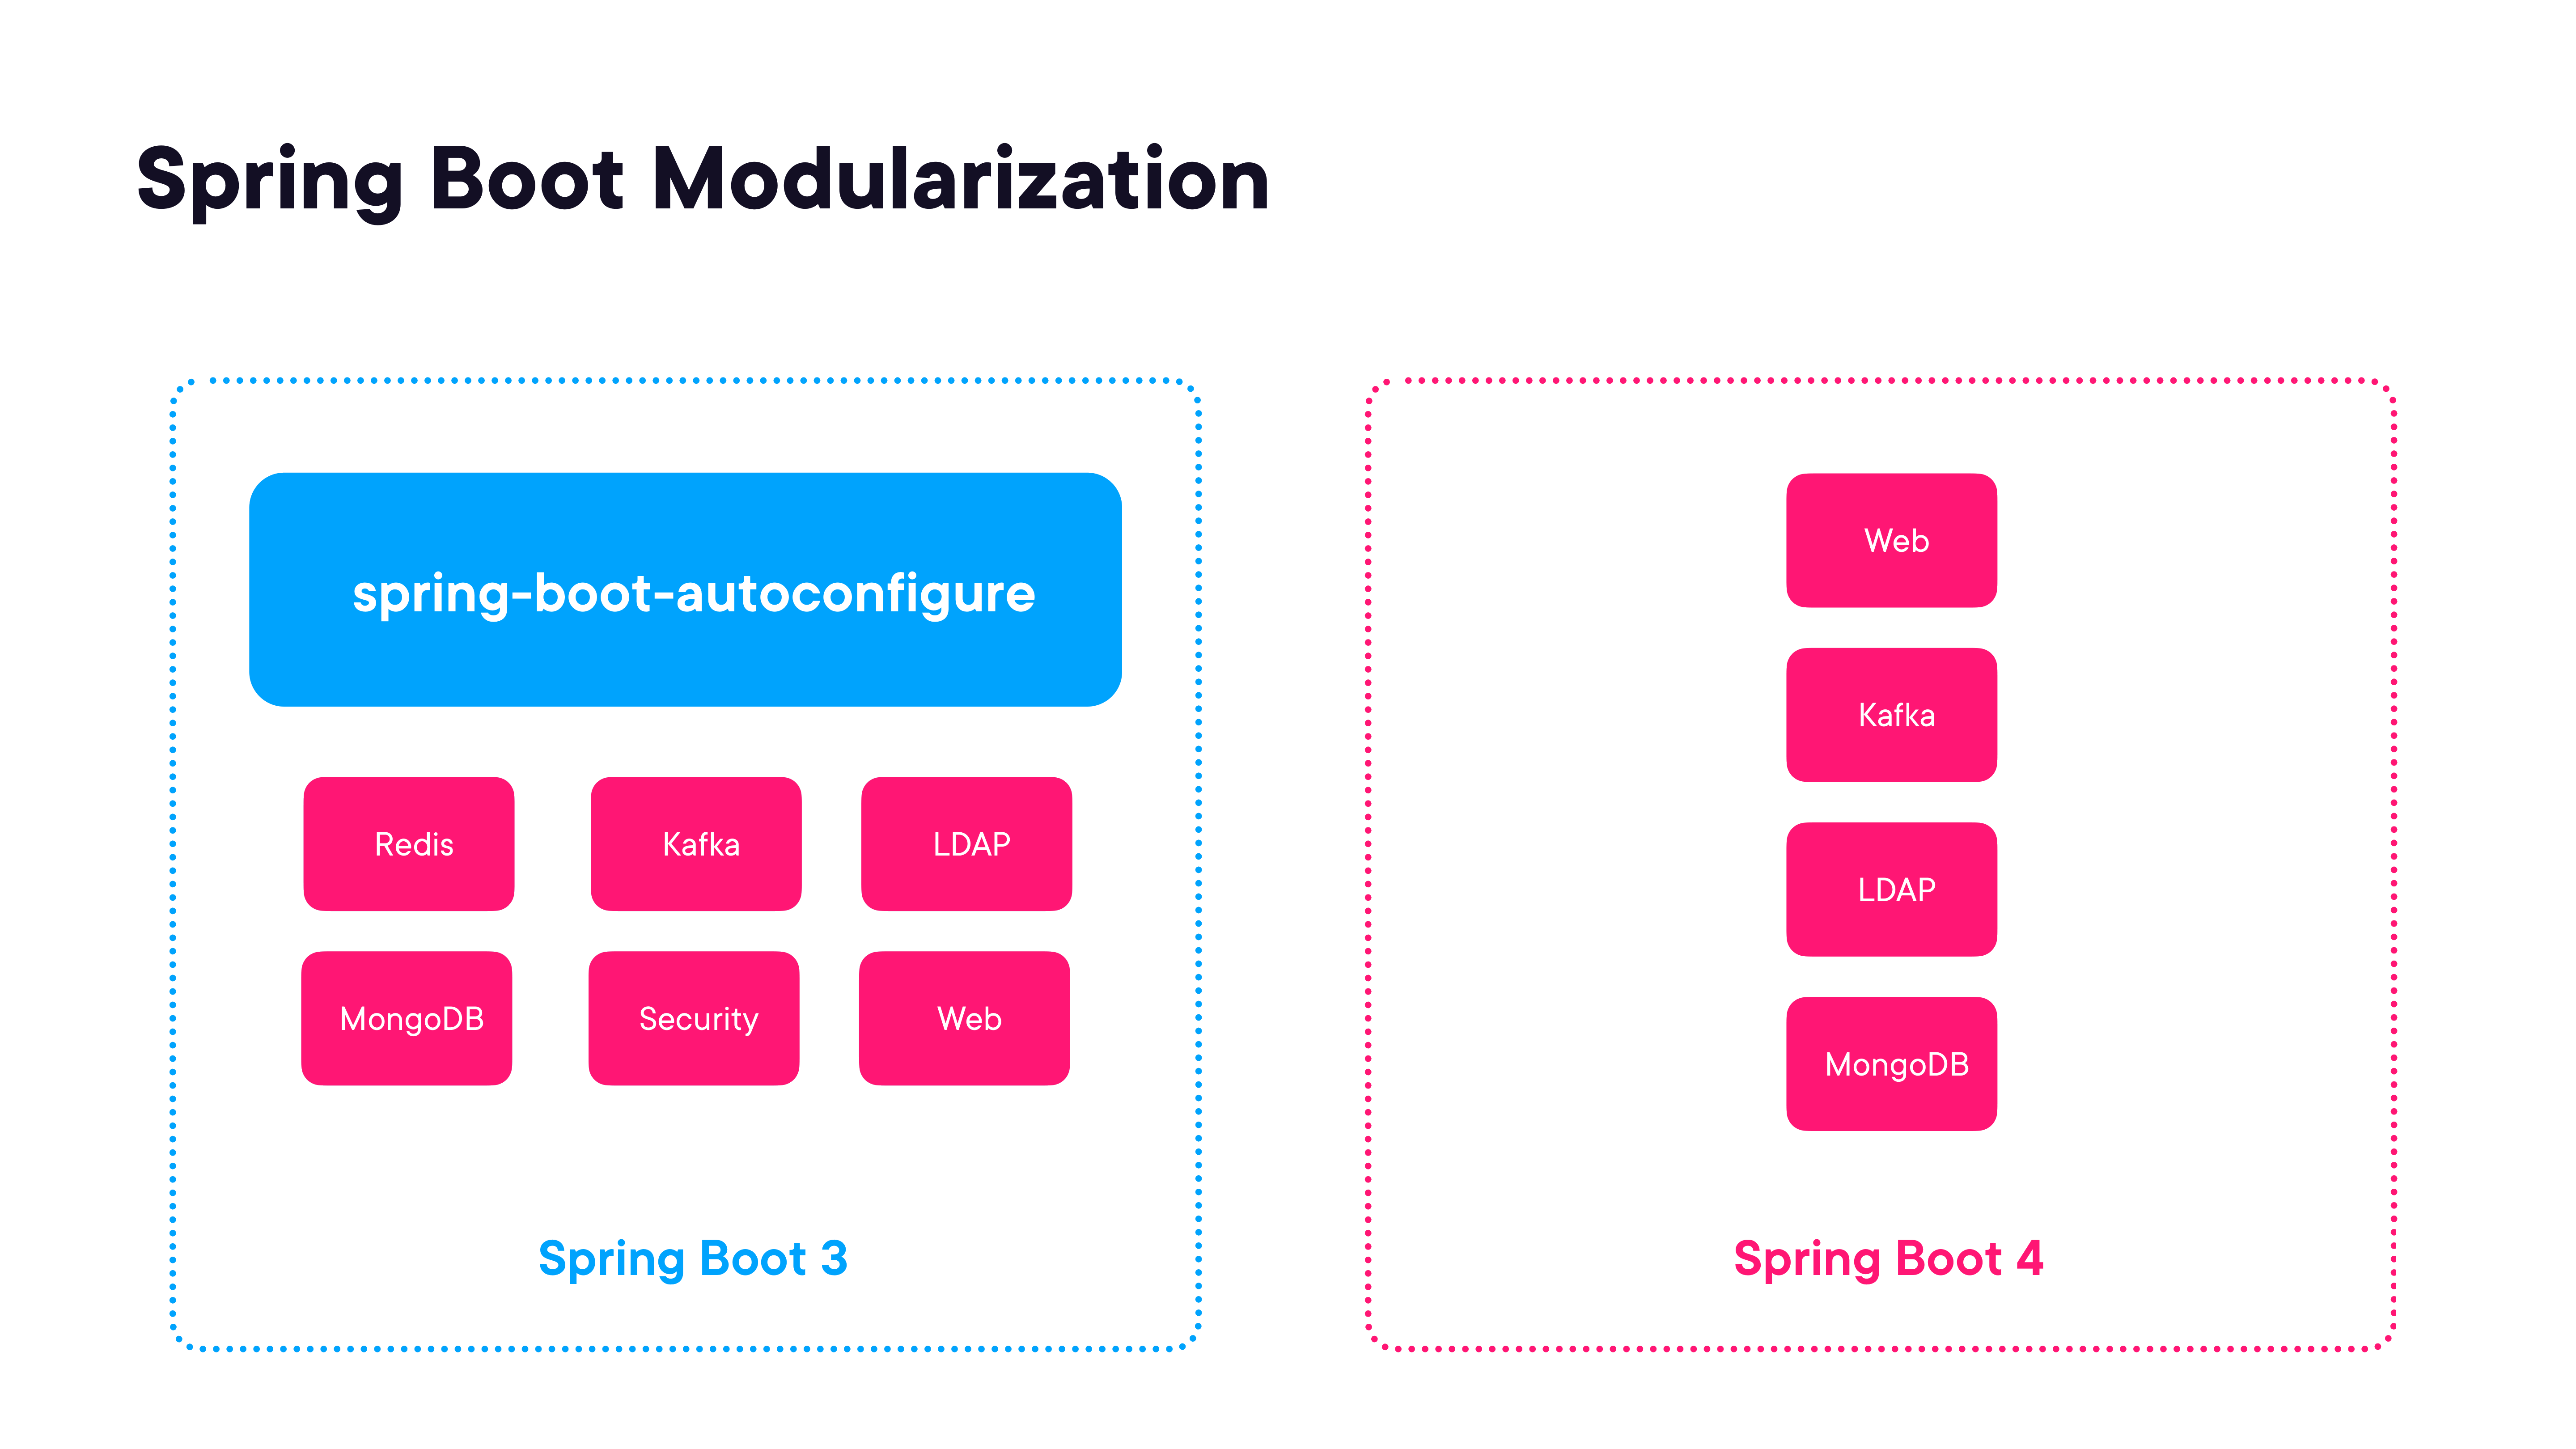 Spring Boot Modularization
spring-boot-autoconfigure
Redis
Kafka
LDAP
MongoDB
Security
Web
Spring Boot 3
Web
Kafka
LDAP
MongoDB
Spring Boot 4